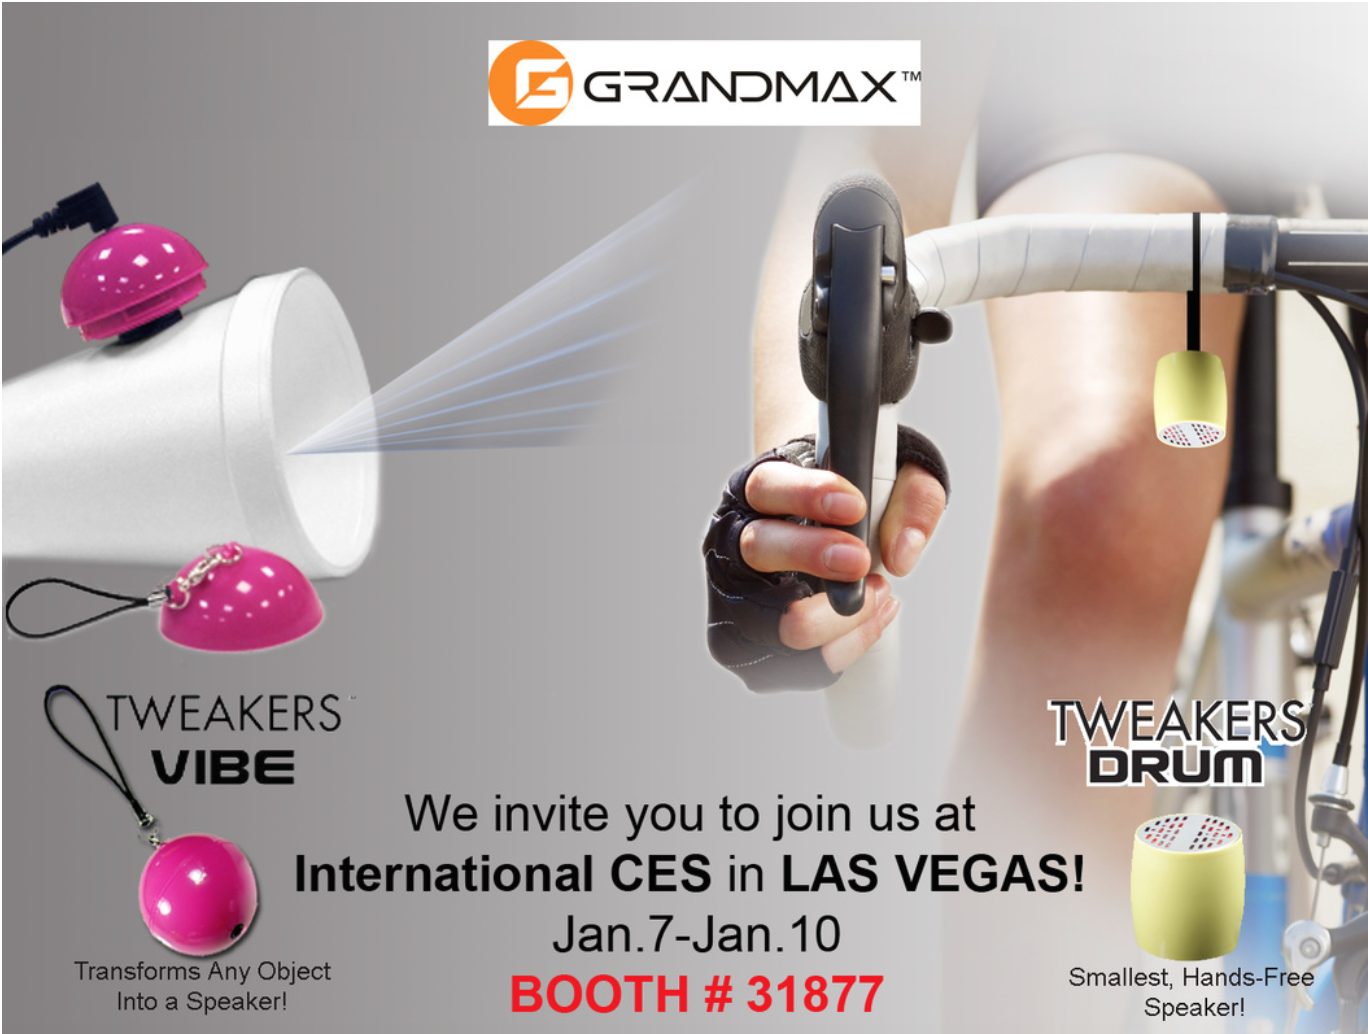 GRANDMAX™
TWEAKERS™
VIBE
TWEAKERS
DRUM
We invite you to join us at
International CES in LAS VEGAS!
Jan.7-Jan.10
BOOTH # 31877
Transforms Any Object
Into a Speaker!
Smallest, Hands-Free
Speaker!